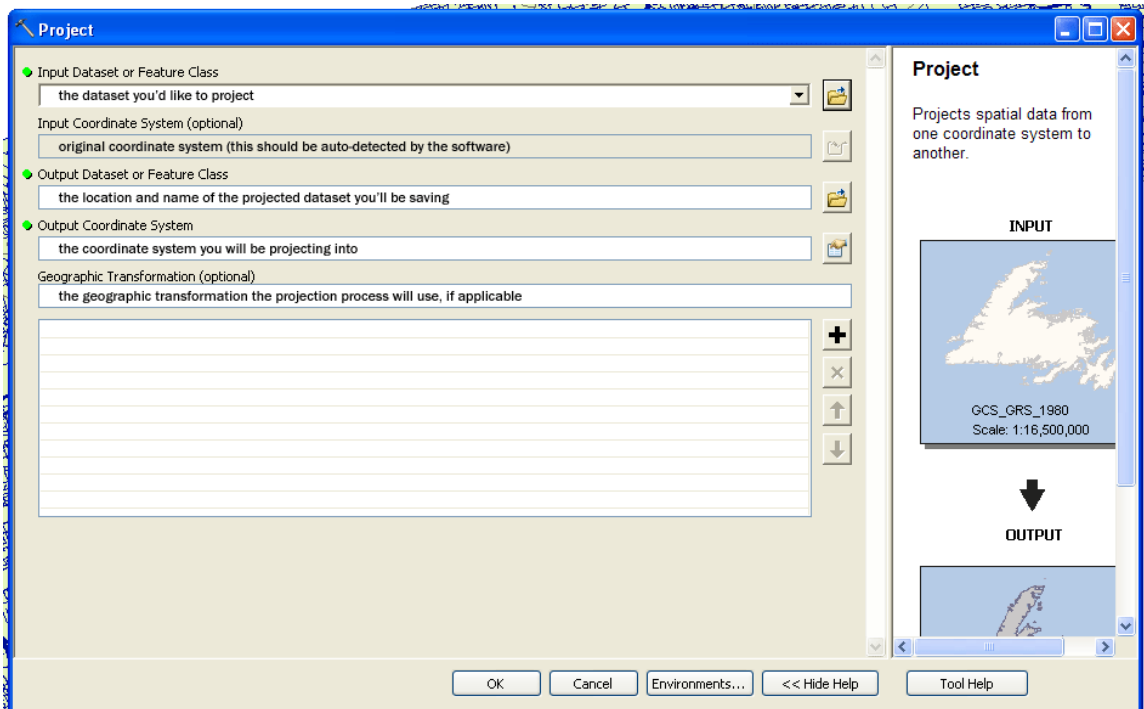 Project
Input Dataset or Feature Class
the dataset you'd like to project
Input Coordinate System (optional)
original coordinate system (this should be auto-detected by the software)
Output Dataset or Feature Class
the location and name of the projected dataset you'll be saving
Output Coordinate System
the coordinate system you will be projecting into
Geographic Transformation (optional)
the geographic transformation the projection process will use, if applicable
Project
Projects spatial data from
one coordinate system to
another.
INPUT
GCS_GRS_1980
Scale: 1:16,500,000
OUTPUT
OK
Cancel
Environments...
<< Hide Help
Tool Help